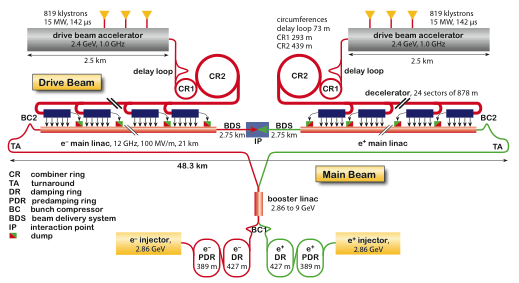 819 klystrons
15 MW, 142 µs
circumferences
delay loop 73 m
CR1 293 m
CR2 439 m
819 klystrons
15 MW, 142 µs
drive beam accelerator
2.4 GeV, 1.0 GHz
drive beam accelerator
2.4 GeV, 1.0 GHz
2.5 km
2.5 km
delay loop
CR2
CR1
CR2
CR1
delay loop
Drive Beam
decelerator, 24 sectors of 878 m
BC2
BC2
BDS
2.75 km
BDS
2.75 km
IP
TA
e– main linac, 12 GHz, 100 MV/m, 21 km
e+ main linac
TA
48.3 km
CR combiner ring
TA turnaround
DR damping ring
PDR predamping ring
BC bunch compressor
BDS beam delivery system
IP interaction point
dump
Main Beam
booster linac
2.86 to 9 GeV
BC1
e– injector,
2.86 GeV
e–
PDR
389 m
e–
DR
427 m
e+
DR
427 m
e+
PDR
389 m
e+ injector,
2.86 GeV